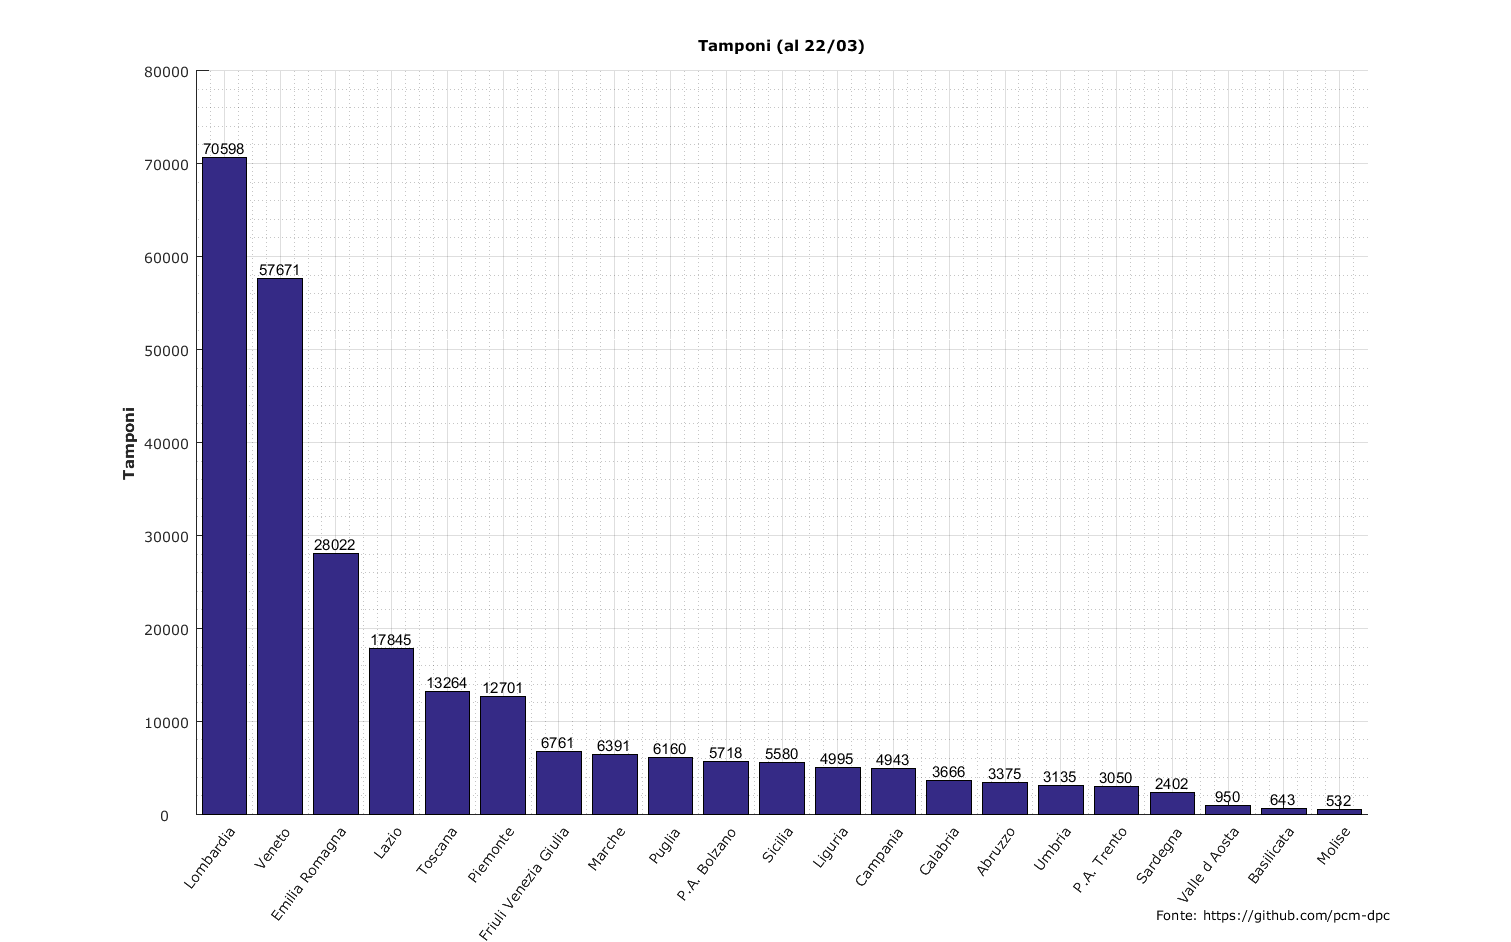 Tamponi (al 22/03)
Tamponi
80000
70000
60000
50000
40000
30000
20000
10000
0
70598
57671
28022
17845
13264
12701
6761
6391
6160
5718
5580
4995
4943
3666
3375
3135
3050
2402
950
643
532
Lombardia
Veneto
Emilia Romagna
Lazio
Toscana
Piemonte
Friuli Venezia Giulia
Marche
Puglia
P.A. Bolzano
Sicilia
Liguria
Campania
Calabria
Abruzzo
Umbria
P.A. Trento
Sardegna
Valle d Aosta
Basilicata
Molise
Fonte: https://github.com/pcm-dpc